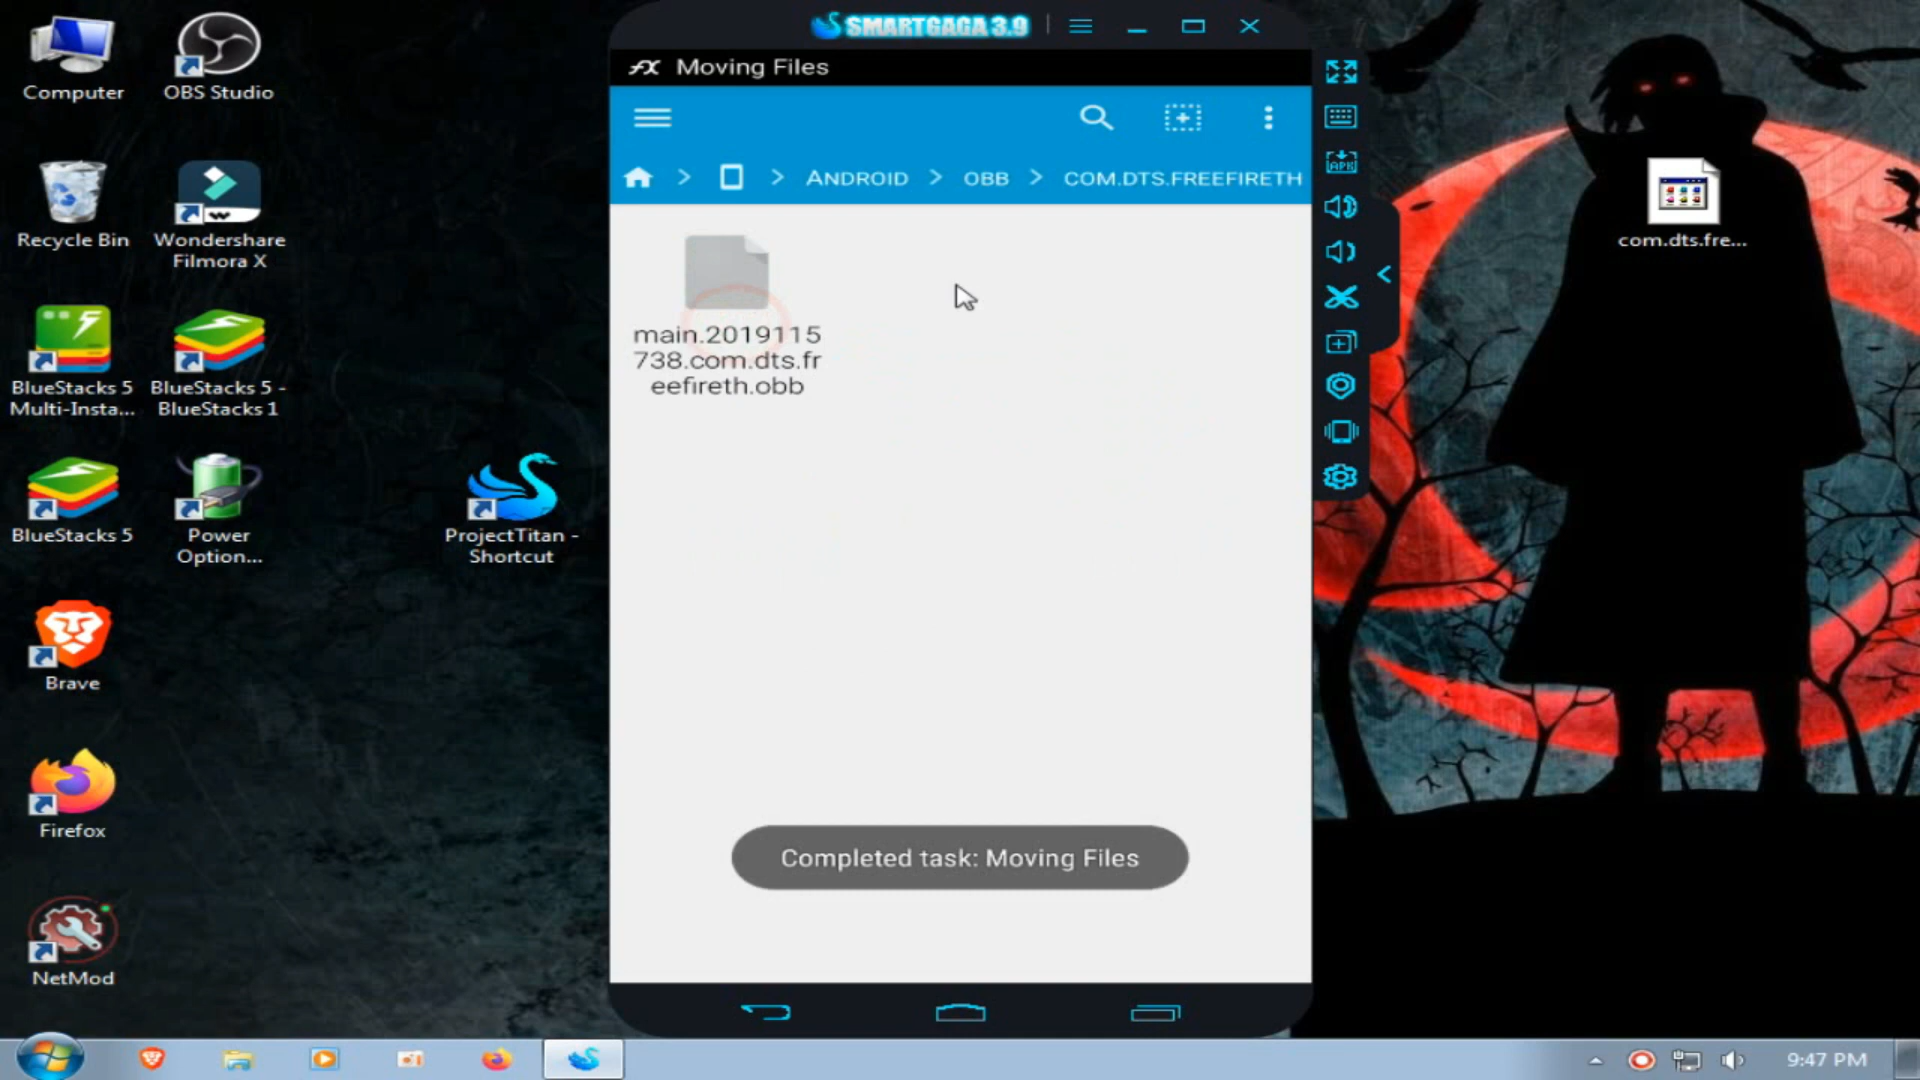 Computer
OBS Studio
Recycle Bin
Wondershare
Filmora X
BlueStacks 5
Multi-Insta...
BlueStacks 5 -
BlueStacks 1
BlueStacks 5
Power
Option...
ProjectTitan -
Shortcut
Brave
Firefox
NetMod
SMARTGAGA 3.9
FX Moving Files
> > ANDROID > OBB > COM.DTS.FREEFIRETH
main.2019115
738.com.dts.fr
eefireth.obb
Completed task: Moving Files
APK
com.dts.fre...
9:47 PM